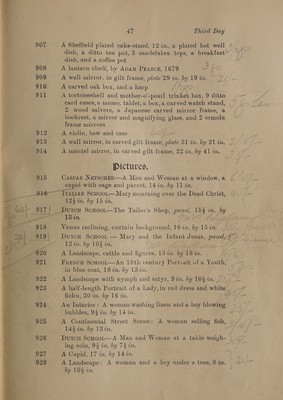 47
Third Day
907 A Sheffield plated cake-stand, 12 in., a plated hot well
dish, a ditto tea pot, 3 candelabra tops, a breakfast
dish, and a coffee pot
908 A lantern clock, by ADAM PEARCE, 1679
909 A wall mirror, in gilt frame, plate 29 in. by 19 in.
910 A carved oak box, and a harp
911 A tortoiseshell and mother-o'-pearl trinket box, 9 ditto
card cases, a memo. tablet, a box, a carved watch stand,
2 wood salvers, a Japanese carved mirror frame, a
booknest, a mirror and magnifying glass, and 2 ormolu
frame mirrors
912 A violin, bow and case
913 A wall mirror, in carved gilt frame, plate 31 in. by 21 in.
914 A mantel mirror, in carved gilt frame, 22 in. by 41 in.
Pictures.
915 CASPAR NETSCHER—A Man and Woman at a window, a
cupid with cage and parrot, 14 in. by 11 in.
916 ITALIAN SCHOOL—Mary mourning over the Dead Christ,
12½ in. by 15 in.
917 DUTCH SCHOOL—The Tailor's Shop, panel, 15½ in. by
13 in.
918 Venus reclining, curtain background, 10 in. by 15 in.
919 DUTCH SCHOOL — Mary and the Infant Jesus, panel,
12 in. by 10½ in.
920 A Landscape, cattle and figures, 13 in. by 18 in.
921 FRENCH SCHOOL—An 18th century Portrait of a Youth,
in blue coat, 18 in. by 13 in.
922 A Landscape with nymph and satyr, 9 in. by 10½ in.
923 A half-length Portrait of a Lady, in red dress and white
fichu, 20 in. by 16 in.
924 An Interior: A woman washing linen and a boy blowing
bubbles, 9½ in. by 14 in.
925 A Continental Street Scene: A woman selling fish,
14½ in. by 13 in.
926 DUTCH SCHOOL—A Man and Woman at a table weigh-
ing coin, 9½ in. by 7½ in.
927 A Cupid, 17 in. by 14 in.
928 A Landscape: A woman and a boy under a tree, 8 in.
by 10½ in.